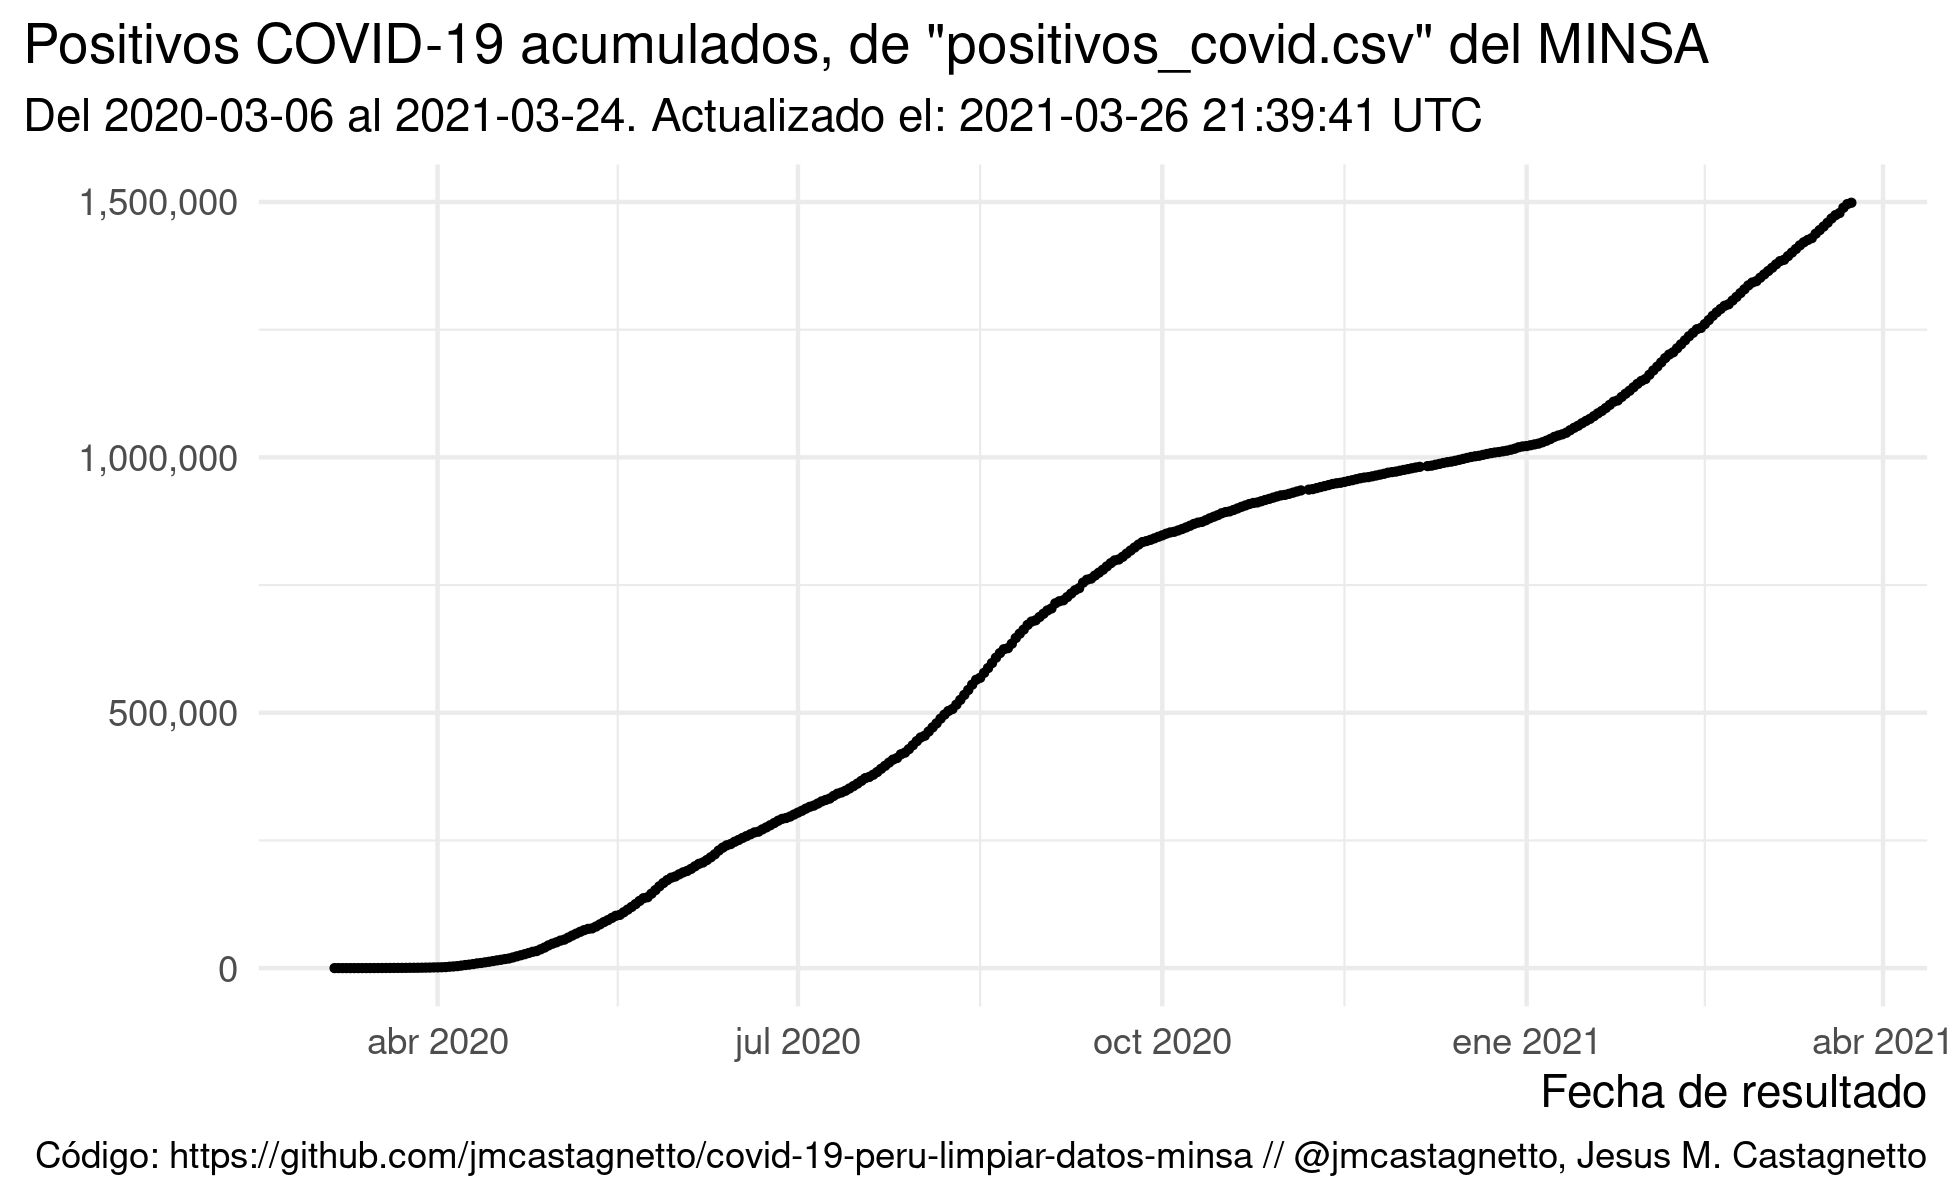 Positivos COVID-19 acumulados, de "positivos_covid.csv" del MINSA
Del 2020-03-06 al 2021-03-24. Actualizado el: 2021-03-26 21:39:41 UTC
1,500,000
1,000,000
500,000
0
abr 2020 jul 2020 oct 2020 ene 2021 abr 2021
Fecha de resultado
Código: https://github.com/jmcastagnetto/covid-19-peru-limpiar-datos-minsa // @jmcastagnetto, Jesus M. Castagnetto